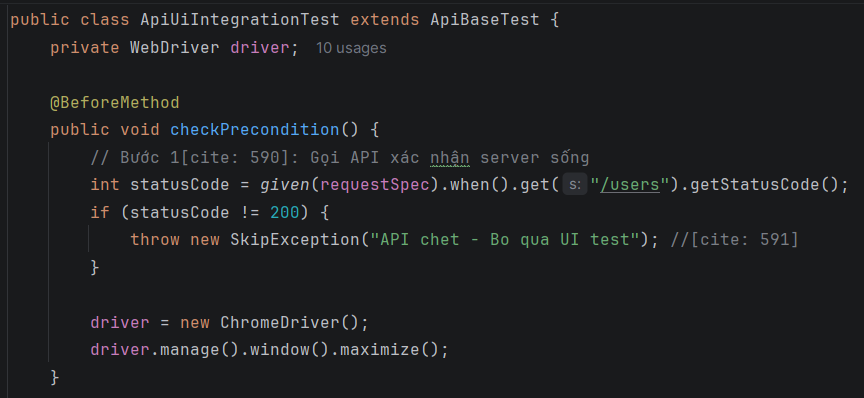 public class ApiUiIntegrationTest extends ApiBaseTest {
private WebDriver driver; 10 usages
@BeforeMethod
public void checkPrecondition() {
// Bước 1[cite: 590]: Gọi API xác nhận server sống
int statusCode = given(requestSpec).when().get( s: "/users").getStatusCode();
if (statusCode != 200) {
throw new SkipException("API chet - Bo qua UI test"); //[cite: 591]
}
driver = new ChromeDriver();
driver.manage().window().maximize();
}